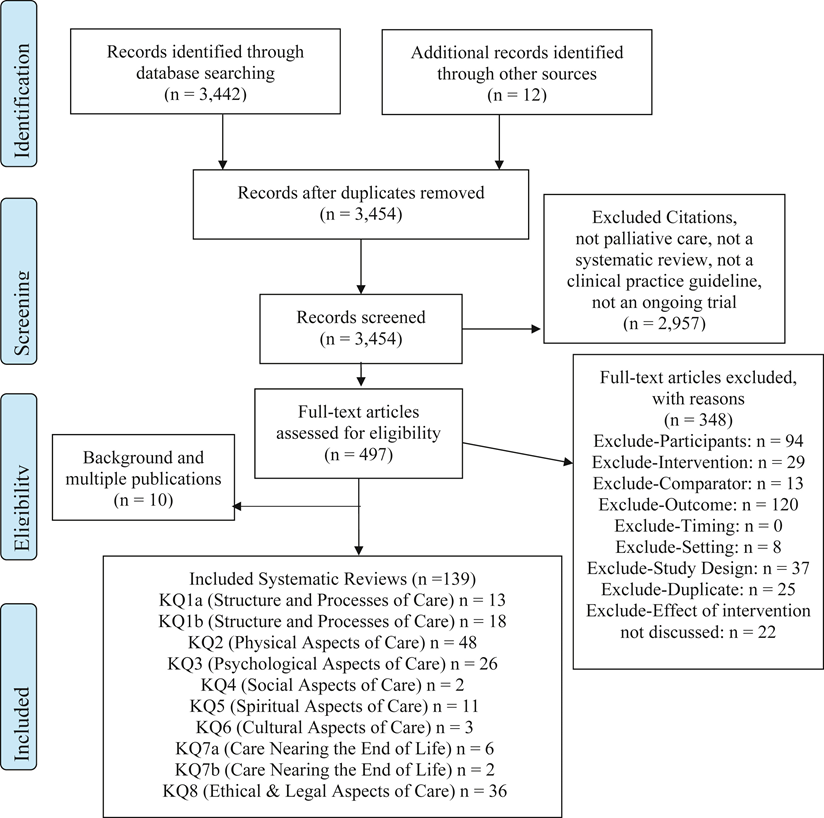 Identification
Records identified through
database searching
(n = 3,442)
Additional records identified
through other sources
(n = 12)
Records after duplicates removed
(n = 3,454)
Screening
Excluded Citations,
not palliative care, not a
systematic review, not a
clinical practice guideline,
not an ongoing trial
(n = 2,957)
Records screened
(n = 3,454)
Eligibility
Full-text articles
assessed for eligibility
(n = 497)
Full-text articles excluded,
with reasons
(n = 348)
Exclude-Participants: n = 94
Exclude-Intervention: n = 29
Exclude-Comparator: n = 13
Exclude-Outcome: n = 120
Exclude-Timing: n = 0
Exclude-Setting: n = 8
Exclude-Study Design: n = 37
Exclude-Duplicate: n = 25
Exclude-Effect of intervention
not discussed: n = 22
Background and
multiple publications
(n = 10)
Included
Included Systematic Reviews (n =139)
KQ1a (Structure and Processes of Care) n = 13
KQ1b (Structure and Processes of Care) n = 18
KQ2 (Physical Aspects of Care) n = 48
KQ3 (Psychological Aspects of Care) n = 26
KQ4 (Social Aspects of Care) n = 2
KQ5 (Spiritual Aspects of Care) n = 11
KQ6 (Cultural Aspects of Care) n = 3
KQ7a (Care Nearing the End of Life) n = 6
KQ7b (Care Nearing the End of Life) n = 2
KQ8 (Ethical & Legal Aspects of Care) n = 36